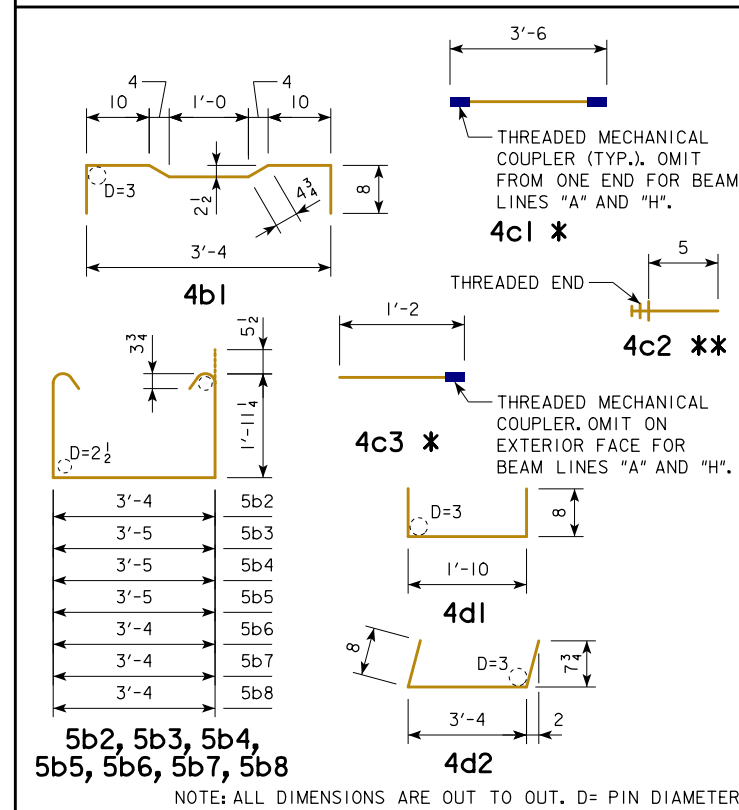 3'-6
4 4
10 1'-0 10
THREADED MECHANICAL
COUPLER (TYP.). OMIT
FROM ONE END FOR BEAM
LINES "A" AND "H".
D=3
2 1/2
4 3/4
8
3'-4
4b1
4c1 *
5
THREADED END
4c2 **
1'-2
5 1/2
3 3/4
1'-11 1/4
D=2 1/2
4c3 *
THREADED MECHANICAL
COUPLER. OMIT ON
EXTERIOR FACE FOR
BEAM LINES "A" AND "H".
3'-4 5b2
3'-5 5b3
3'-5 5b4
3'-5 5b5
3'-4 5b6
3'-4 5b7
3'-4 5b8
5b2, 5b3, 5b4,
5b5, 5b6, 5b7, 5b8
D=3
8
1'-10
4d1
8
D=3
7 3/4
3'-4 2
4d2
NOTE: ALL DIMENSIONS ARE OUT TO OUT. D= PIN DIAMETER